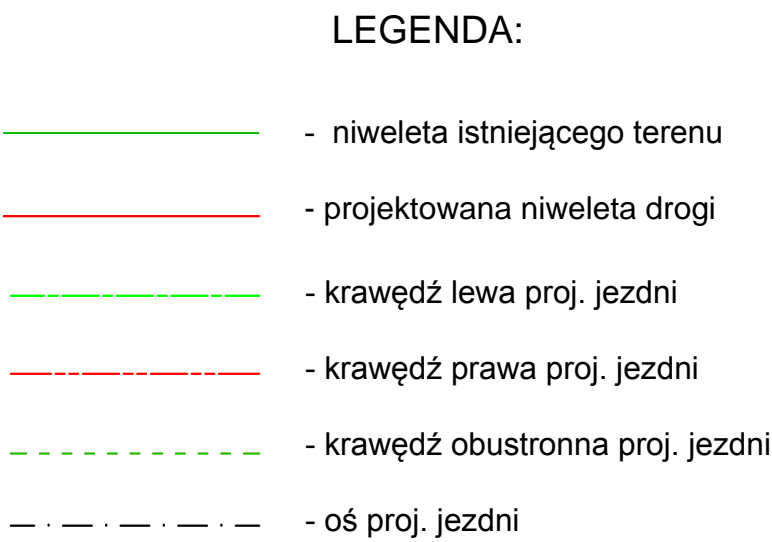 LEGENDA:
- niweleta istniejącego terenu
- projektowana niweleta drogi
- krawędź lewa proj. jezdni
- krawędź prawa proj. jezdni
- krawędź obustronna proj. jezdni
- oś proj. jezdni